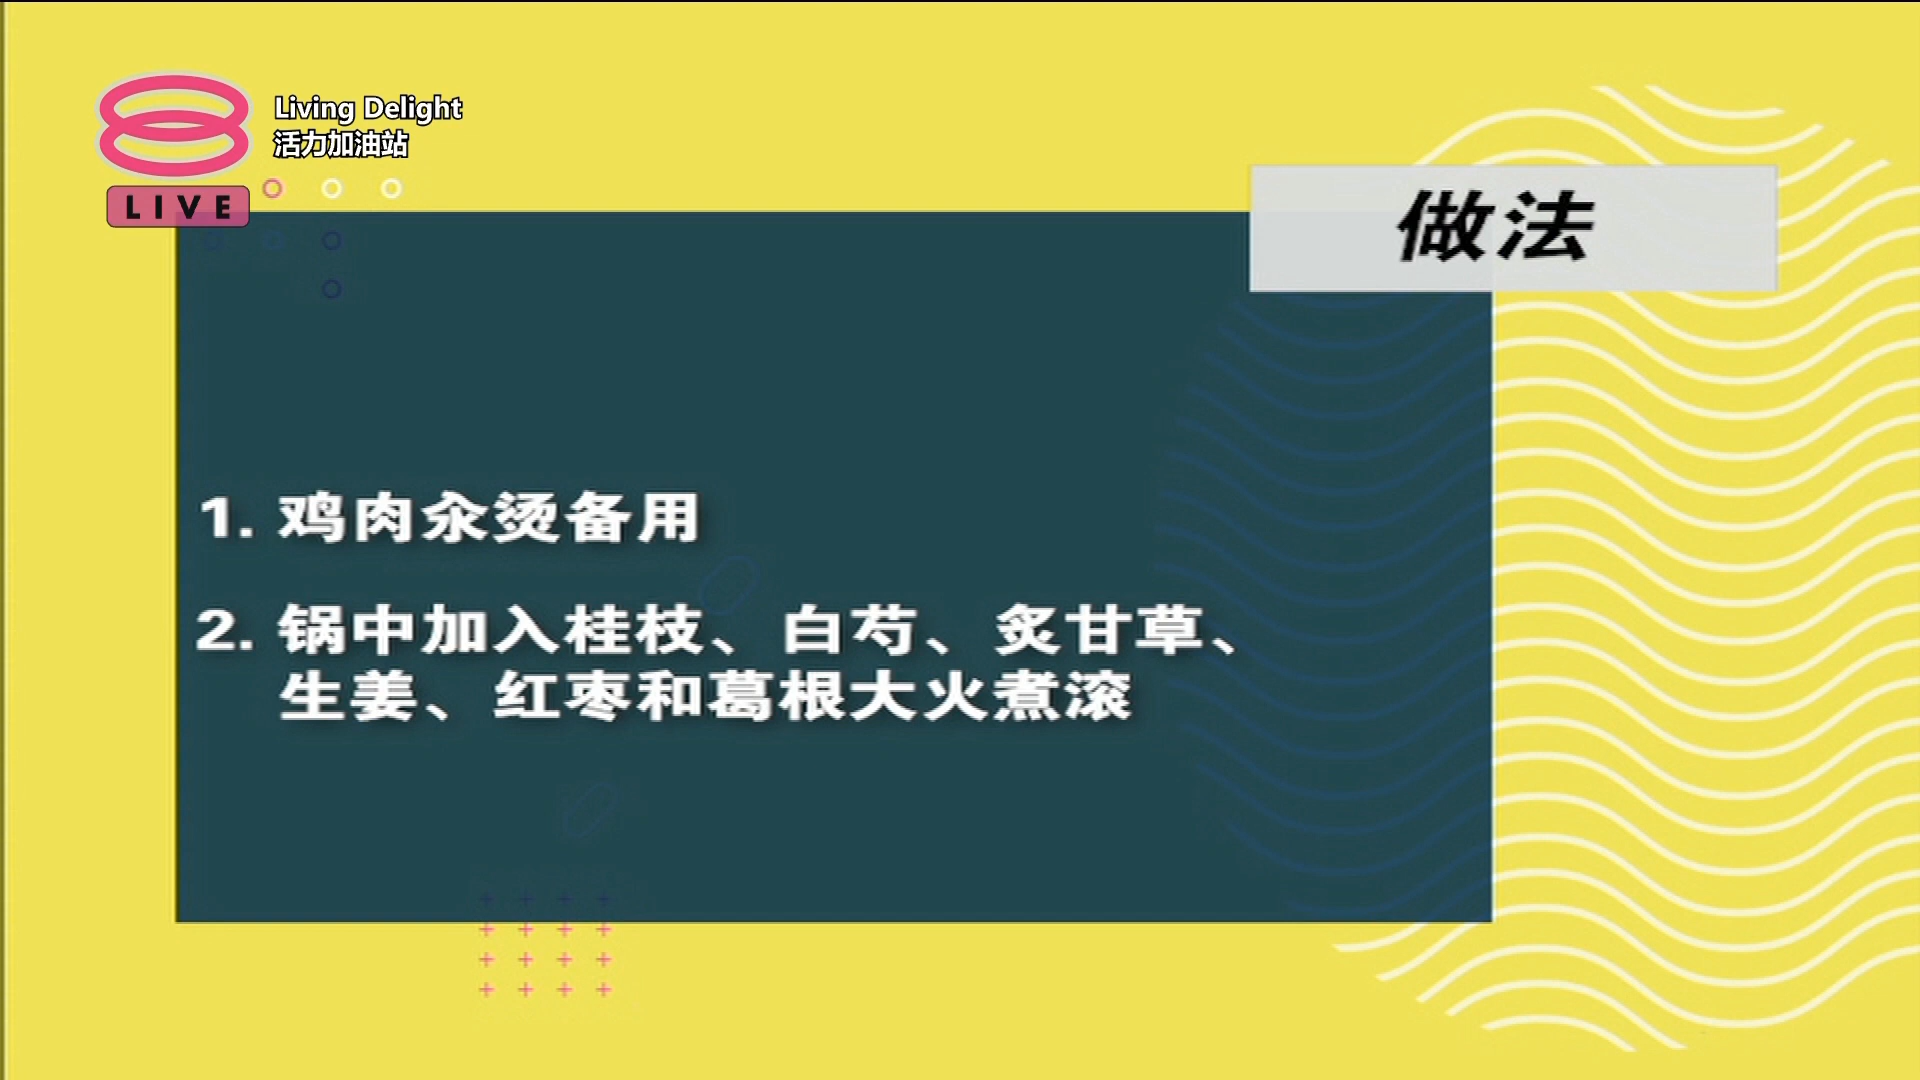 Living Delight
活力加油站
LIVE
做法
1. 鸡肉汆烫备用
2. 锅中加入桂枝、白芍、炙甘草、
生姜、红枣和葛根大火煮滚